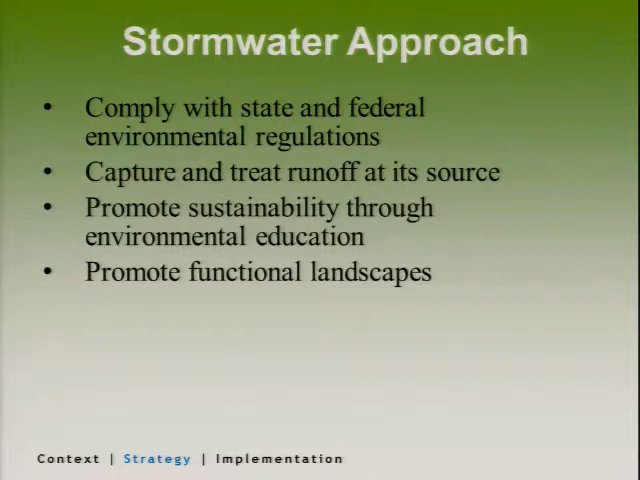 Stormwater Approach
• Comply with state and federal
environmental regulations
• Capture and treat runoff at its source
• Promote sustainability through
environmental education
• Promote functional landscapes
Context | Strategy | Implementation